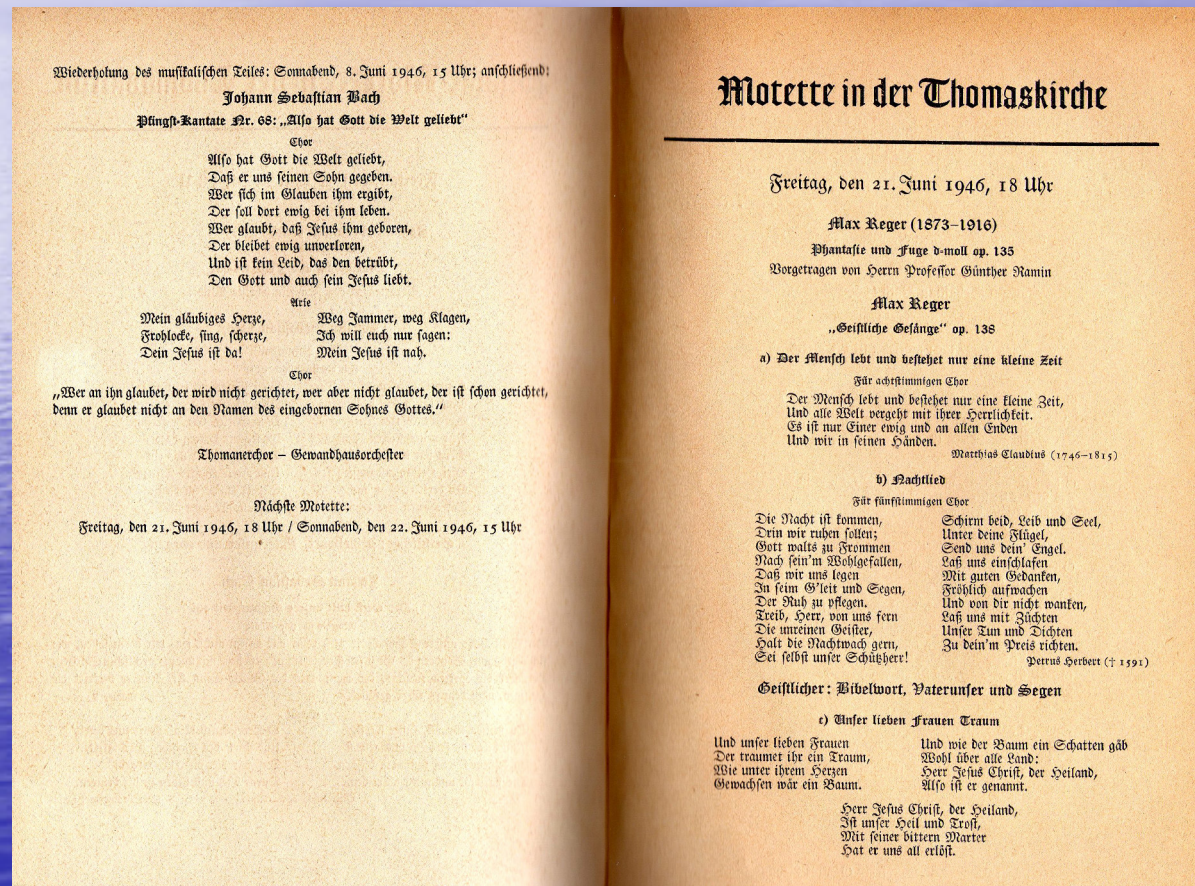 Wiederholung des musikalischen Teiles: Sonnabend, 8. Juni 1946, 15 Uhr; anschließend:
Johann Sebastian Bach
Pfingst-Kantate Nr. 68: „Also hat Gott die Welt geliebt“
Chor
Also hat Gott die Welt geliebt,
Daß er uns seinen Sohn gegeben.
Wer sich im Glauben ihm ergibt,
Der soll dort ewig bei ihm leben.
Wer glaubt, daß Jesus ihm geboren,
Der bleibet ewig unverloren,
Und ist kein Leid, das den betrübt,
Den Gott und auch sein Jesus liebt.
Arie
Mein gläubiges Herze,
Frohlocke, sing, scherze,
Dein Jesus ist da!
Weg Jammer, weg Klagen,
Ich will euch nur sagen:
Mein Jesus ist nah.
Chor
„Wer an ihn glaubet, der wird nicht gerichtet, wer aber nicht glaubet, der ist schon gerichtet,
denn er glaubet nicht an den Namen des eingebornen Sohnes Gottes.“
Thomanerchor – Gewandhausorchester
Nächste Motette:
Freitag, den 21. Juni 1946, 18 Uhr / Sonnabend, den 22. Juni 1946, 15 Uhr
Motette in der Thomaskirche
Freitag, den 21. Juni 1946, 18 Uhr
Max Reger (1873–1916)
Phantasie und Fuge d-moll op. 135
Vorgetragen von Herrn Professor Günther Ramin
Max Reger
„Geistliche Gesänge“ op. 138
a) Der Mensch lebt und bestehet nur eine kleine Zeit
Für achtstimmigen Chor
Der Mensch lebt und bestehet nur eine kleine Zeit,
Und alle Welt vergeht mit ihrer Herrlichkeit.
Es ist nur Einer ewig und an allen Enden
Und wir in seinen Händen.
Matthias Claudius (1746–1815)
b) Nachtlied
Für fünfstimmigen Chor
Die Nacht ist kommen,
Drin wir ruhen sollen;
Gott walts zu Frommen
Nach sein'm Wohlgefallen,
Daß wir uns legen
In seim G'leit und Segen,
Der Ruh zu pflegen.
Treib, Herr, von uns fern
Die unreinen Geister,
Halt die Nachtwach gern,
Sei selbst unser Schützherr!
Schirm beid, Leib und Seel,
Unter deine Flügel,
Send uns dein' Engel.
Laß uns einschlafen
Mit guten Gedanken,
Fröhlich aufwachen
Und von dir nicht wanken,
Laß uns mit Züchten
Unser Tun und Dichten
Zu dein'm Preis richten.
Petrus Herbert († 1591)
Geistlicher: Bibelwort, Vaterunser und Segen
c) Unser lieben Frauen Traum
Und unser lieben Frauen
Der traumet ihr ein Traum,
Wie unter ihrem Herzen
Gewachsen wär ein Baum.
Und wie der Baum ein Schatten gäb
Wohl über alle Land:
Herr Jesus Christ, der Heiland,
Also ist er genannt.
Herr Jesus Christ, der Heiland,
Ist unser Heil und Trost,
Mit seiner bittern Marter
Hat er uns all erlöst.